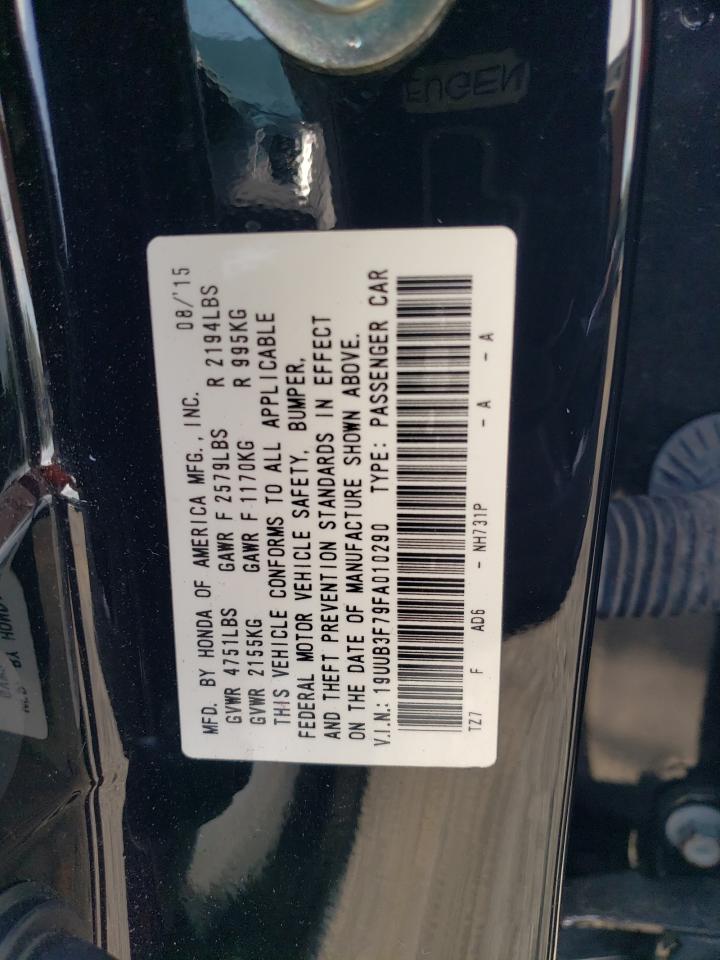 MFD. BY HONDA OF AMERICA MFG., INC. 08/'15
GVWR 4751LBS GAWR F 2579LBS R 2194LBS
GVWR 2155KG GAWR F 1170KG R 995KG
THIS VEHICLE CONFORMS TO ALL APPLICABLE
FEDERAL MOTOR VEHICLE SAFETY, BUMPER,
AND THEFT PREVENTION STANDARDS IN EFFECT
ON THE DATE OF MANUFACTURE SHOWN ABOVE.
V.I.N.: 19UUB3F79FA010290 TYPE: PASSENGER CAR
TZ7 F AD6 - NH731P - A - A